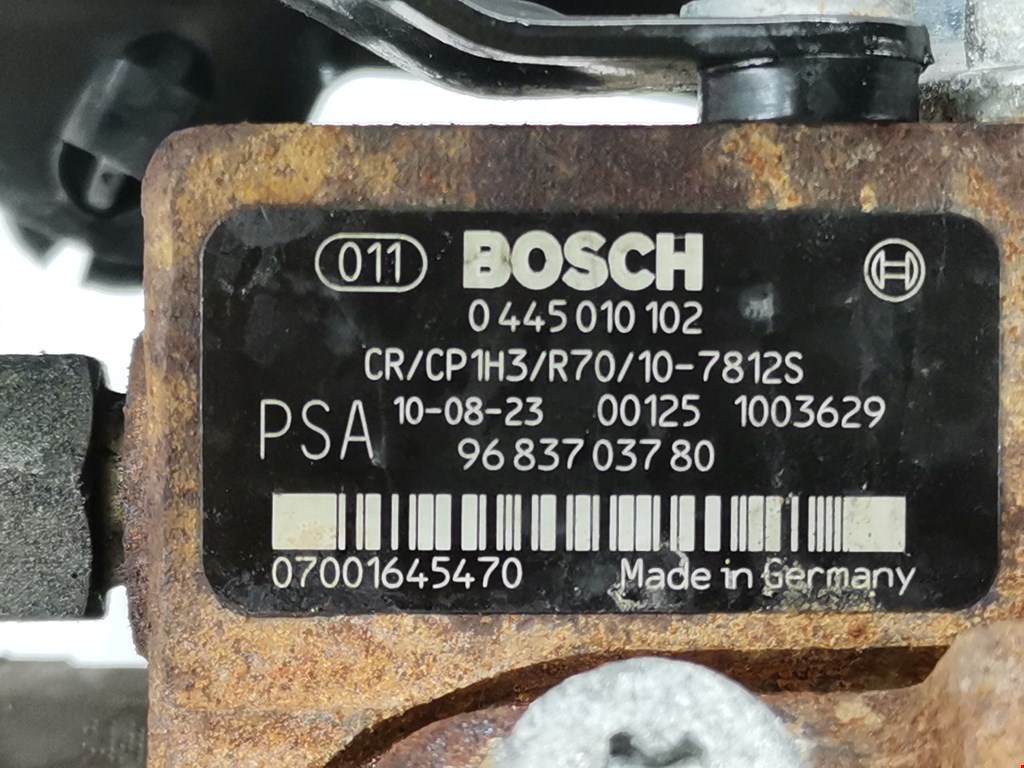 011 BOSCH
0 445 010 102
CR/CP1H3/R70/10-7812S
PSA 10-08-23 00125 1003629
96 837 037 80
07001645470 Made in Germany